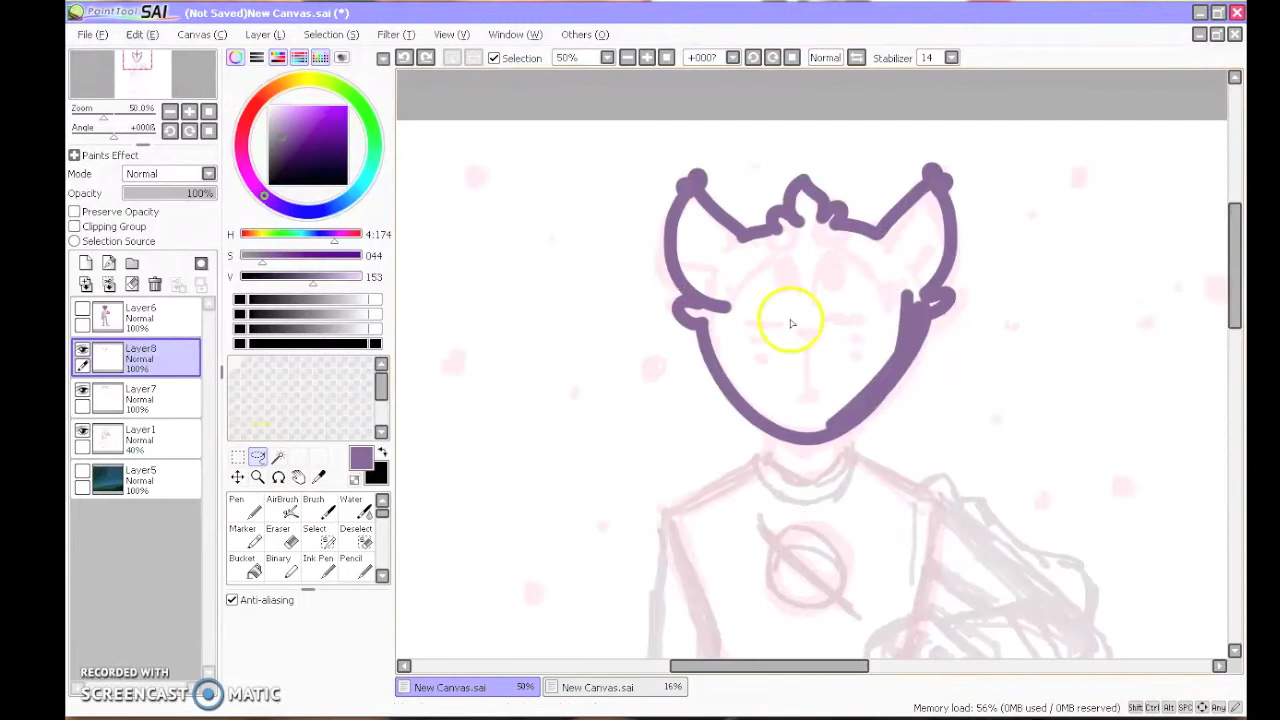 PaintTool SAI (Not Saved)New Canvas.sai (*)
File (F) Edit (E) Canvas (C) Layer (L) Selection (S) Filter (T) View (V) Window (W) Others (O)
Selection 50% +000? Normal Stabilizer 14
Zoom 50.0%
Angle +000ß
Paints Effect
Mode Normal
Opacity 100%
Preserve Opacity
Clipping Group
Selection Source
Layer6
Normal
100%
Layer8
Normal
100%
Layer7
Normal
100%
Layer1
Normal
40%
Layer5
Normal
100%
H 4:174
S 044
V 153
Pen AirBrush Brush Water
Marker Eraser Select Deselect
Bucket Binary Ink Pen Pencil
Anti-aliasing
RECORDED WITH
SCREENCAST MATIC
New Canvas.sai 50% New Canvas.sai 16%
Memory load: 56% (0MB used / 0MB reserved) Shift Ctrl Alt SPC Any